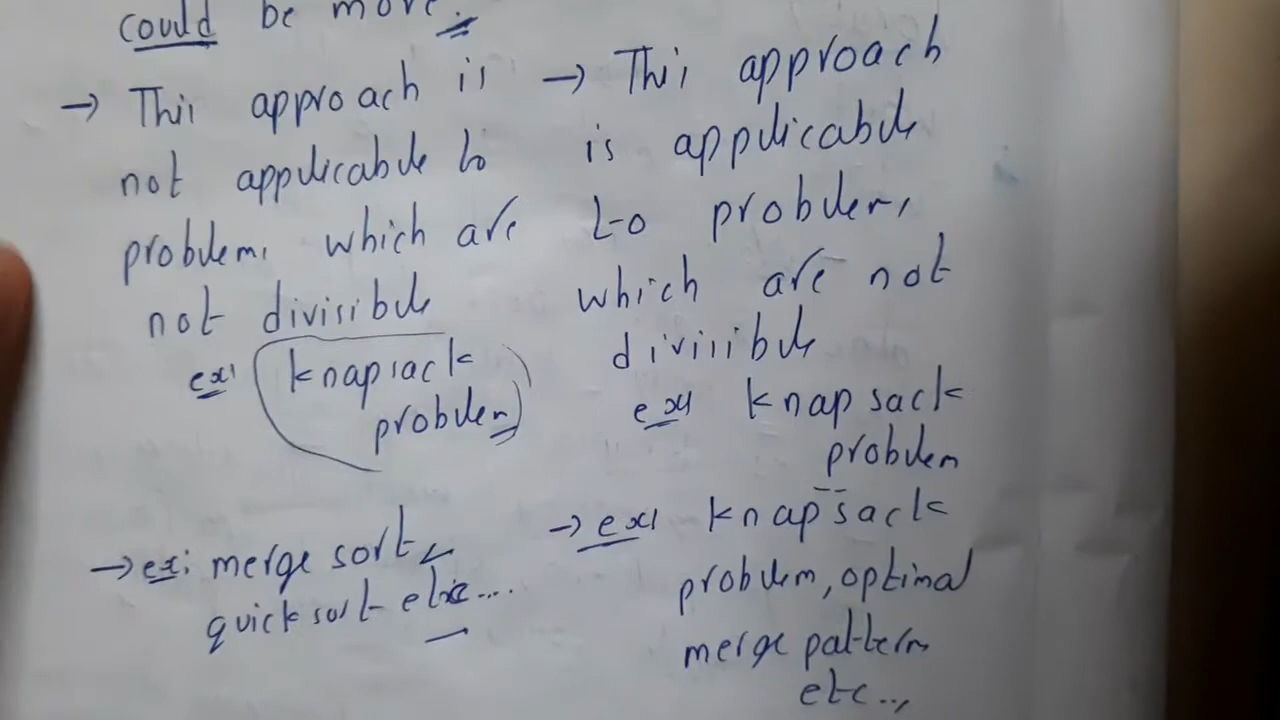 could be more.
→ This approach is
not applicable to
problems which are
not divisible
ex: knapsack
problem
→ ex: merge sort,
quick sort etc...
→ This approach
is applicable
to problems
which are not
divisible
ex: knapsack
problem
→ ex: knapsack
problem, optimal
merge pattern
etc..,